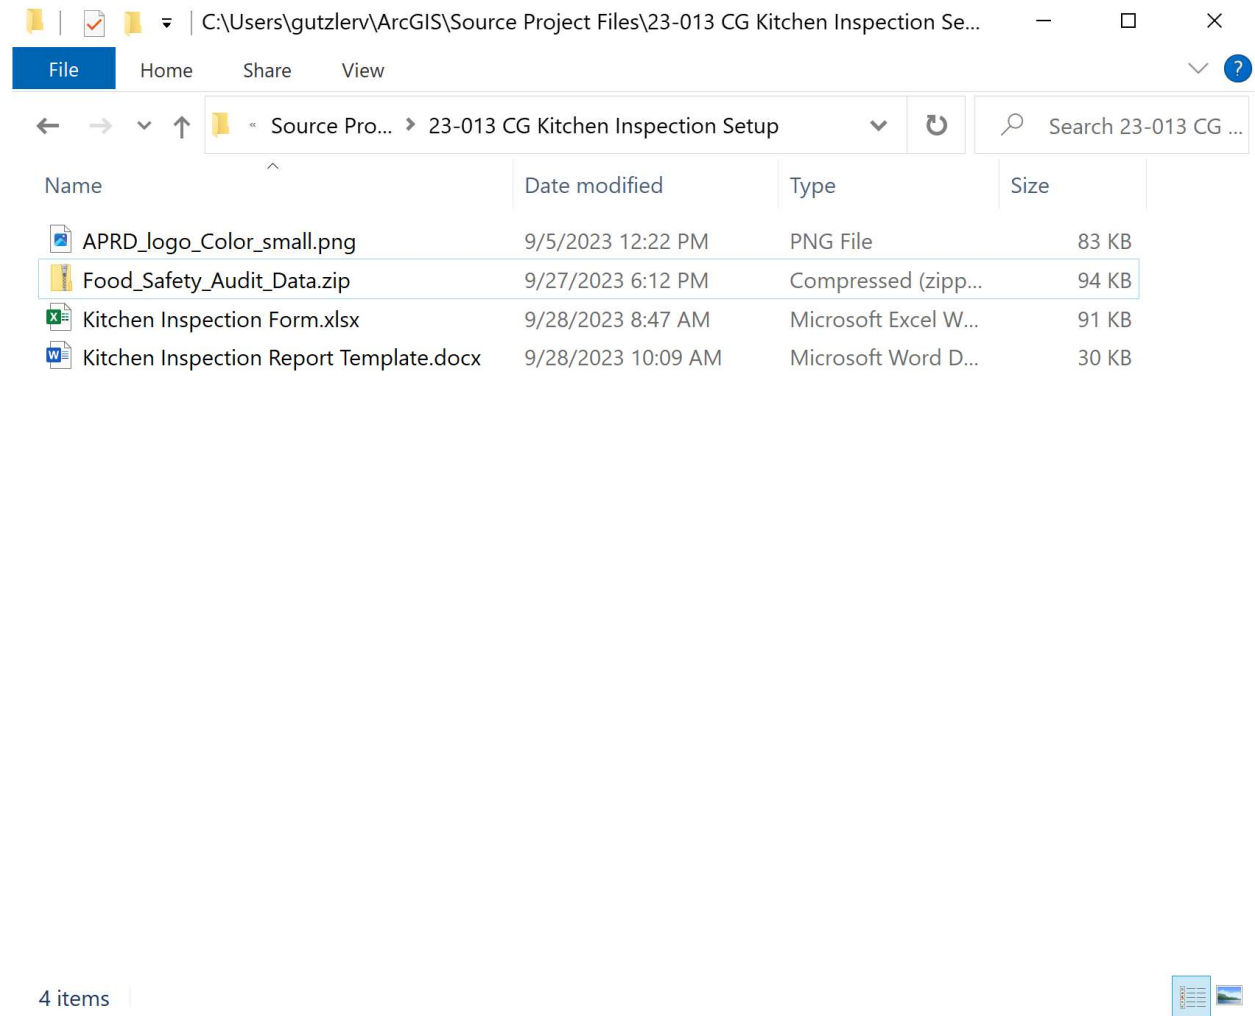 C:\Users\gutzlerv\ArcGIS\Source Project Files\23-013 CG Kitchen Inspection Se...
File Home Share View ?
« Source Pro... > 23-013 CG Kitchen Inspection Setup Search 23-013 CG ...
Name Date modified Type Size
APRD_logo_Color_small.png 9/5/2023 12:22 PM PNG File 83 KB
Food_Safety_Audit_Data.zip 9/27/2023 6:12 PM Compressed (zipp... 94 KB
Kitchen Inspection Form.xlsx 9/28/2023 8:47 AM Microsoft Excel W... 91 KB
Kitchen Inspection Report Template.docx 9/28/2023 10:09 AM Microsoft Word D... 30 KB
4 items